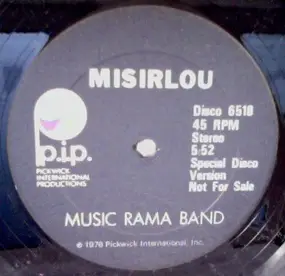 MISIRLOU
p.i.p.
PICKWICK
INTERNATIONAL
PRODUCTIONS
Disco 6518
45 RPM
Stereo
5:52
Special Disco
Version
Not For Sale
MUSIC RAMA BAND
© 1976 Pickwick International, Inc.